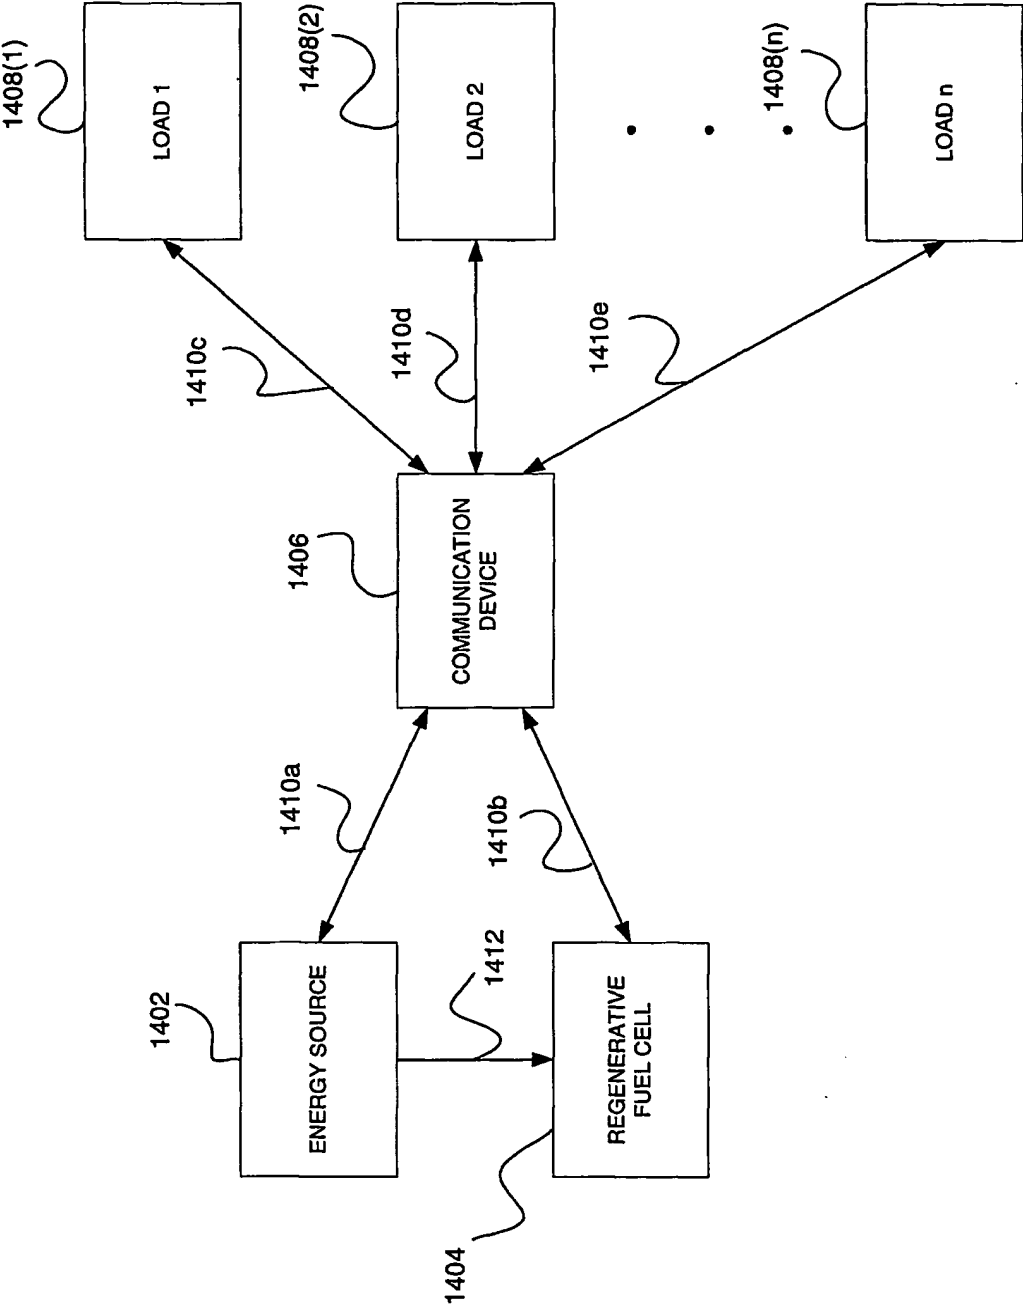 1408(1)
LOAD 1
1408(2)
LOAD 2
1408(n)
LOAD n
1410c
1410d
1410e
1406
COMMUNICATION
DEVICE
1410a
1410b
1402
ENERGY SOURCE
1412
REGENERATIVE
FUEL CELL
1404